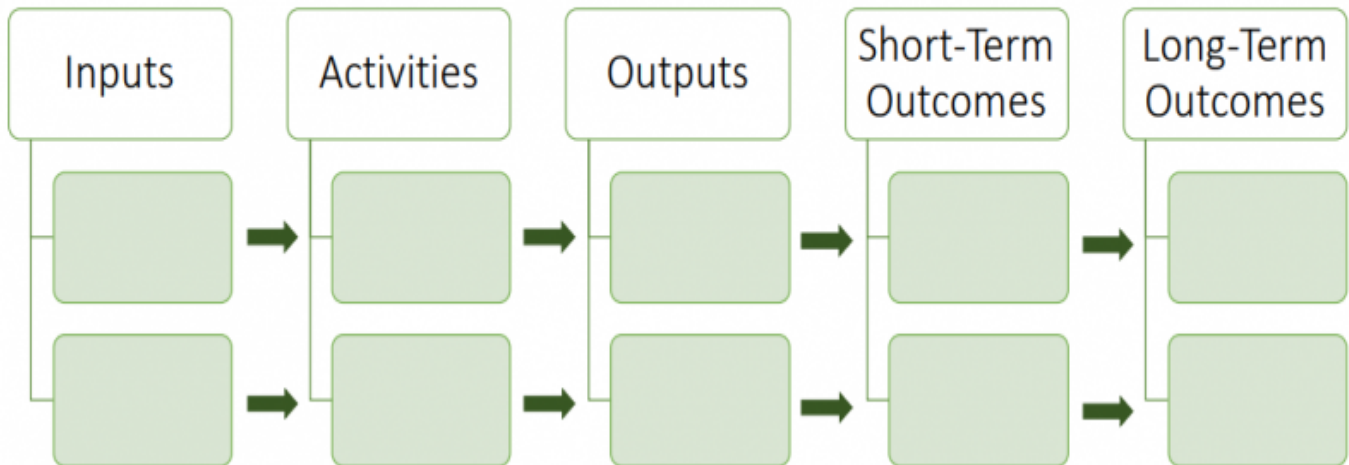 Inputs
Activities
Outputs
Short-Term
Outcomes
Long-Term
Outcomes